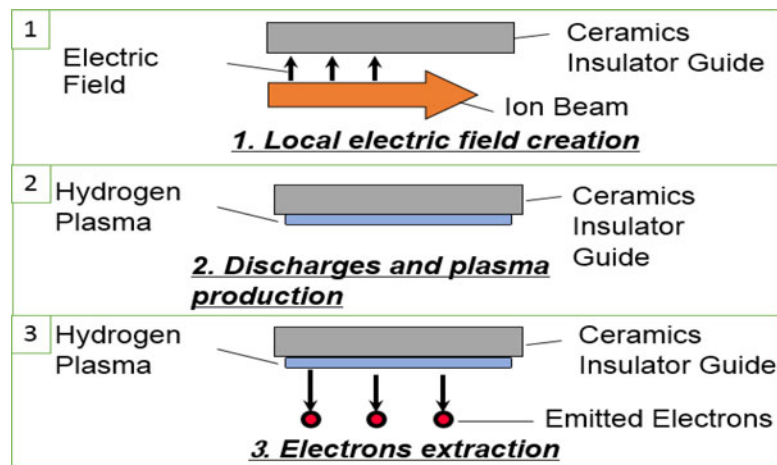 1
Electric
Field
Ceramics
Insulator Guide
Ion Beam
1. Local electric field creation
2
Hydrogen
Plasma
Ceramics
Insulator
Guide
2. Discharges and plasma
production
3
Hydrogen
Plasma
Ceramics
Insulator Guide
Emitted Electrons
3. Electrons extraction